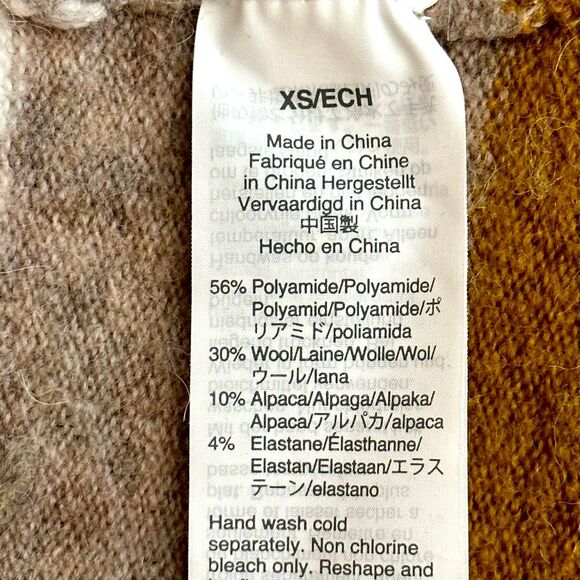 XS/ECH
Made in China
Fabriqué en Chine
in China Hergestellt
Vervaardigd in China
中国製
Hecho en China
56% Polyamide/Polyamide/
Polyamid/Polyamide/ポ
リアミド/poliamida
30% Wool/Laine/Wolle/Wol/
ウール/lana
10% Alpaca/Alpaga/Alpaka/
Alpaca/アルパカ/alpaca
4% Elastane/Élasthanne/
Elastan/Elastaan/エラス
テーン/elastano
Hand wash cold
separately. Non chlorine
bleach only. Reshape and